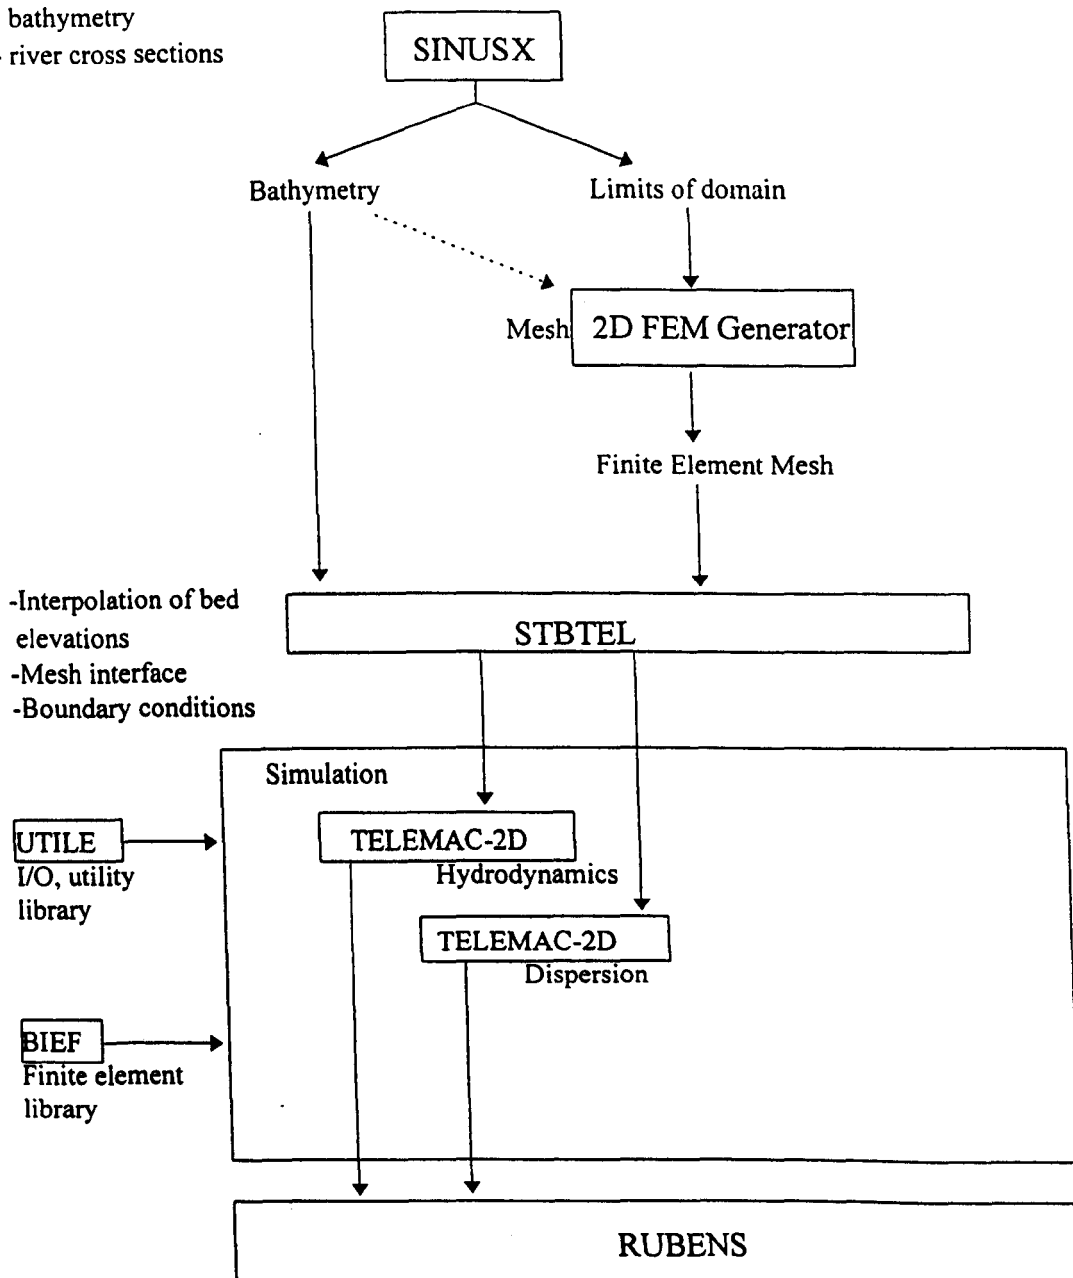 bathymetry
- river cross sections
SINUSX
Bathymetry
Limits of domain
Mesh
2D FEM Generator
Finite Element Mesh
-Interpolation of bed
elevations
-Mesh interface
-Boundary conditions
STBTEL
Simulation
UTILE
I/O, utility
library
TELEMAC-2D
Hydrodynamics
TELEMAC-2D
Dispersion
BIEF
Finite element
library
RUBENS